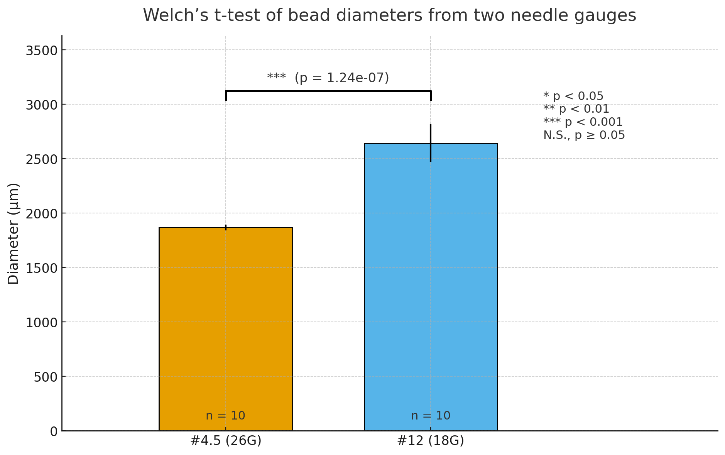 Welch’s t-test of bead diameters from two needle gauges
3500
3000
2500
2000
1500
1000
500
0
Diameter (μm)
*** (p = 1.24e-07)
* p < 0.05
** p < 0.01
*** p < 0.001
N.S., p ≥ 0.05
n = 10
n = 10
#4.5 (26G)
#12 (18G)